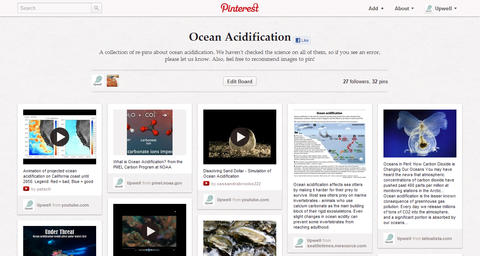 Search
Pinterest
Add
About
Upwell
Ocean Acidification
Like
A collection of re-pins about ocean acidification. We haven't checked the science on all of them, so if you see an error,
please let us know. Also, feel free to recommend images to pin!
Edit Board
27 followers, 32 pins
Animation of projected ocean
acidification on California coast until
2050. Legend: Red = bad; Blue = good
by
Upwell from youtube.com
Under Threat
carbonate ions
What is Ocean Acidification? from the
PMEL Carbon Program at NOAA
Upwell from pmel.noaa.gov
Dissolving Sand Dollar - Simulation of
Ocean Acidification
by cassandrabrooks222
Upwell from youtube.com
Ocean acidification
Ocean acidification affects sea otters
by making it harder for their prey to
survive. Most sea otters prey on marine
invertebrates - animals who use
calcium carbonate as the main building
block of their rigid exoskeletons. Even
slight changes in ocean acidity can
prevent some invertebrates from
reaching adulthood.
Upwell from
Oceans in Peril: How Carbon Dioxide is
Changing Our Oceans You may have
heard the news that atmospheric
concentrations of carbon dioxide have
pushed past 400 parts per million at
monitoring stations in the Arctic. Ocean
acidification is the lesser known
consequence of greenhouse gas
pollution. Every day we release millions
of tons of CO2 into the atmosphere,
and a significant portion is absorbed by
our oceans...
Upwell from